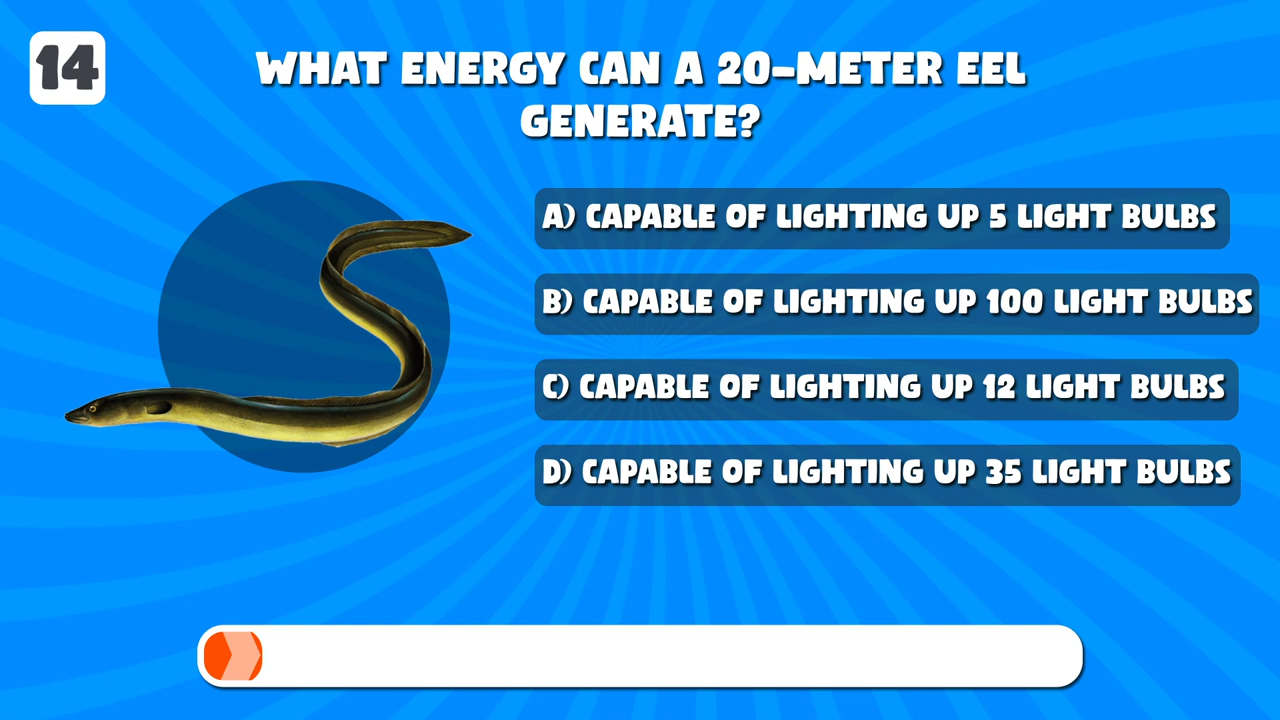 14
WHAT ENERGY CAN A 20-METER EEL
GENERATE?
A) CAPABLE OF LIGHTING UP 5 LIGHT BULBS
B) CAPABLE OF LIGHTING UP 100 LIGHT BULBS
C) CAPABLE OF LIGHTING UP 12 LIGHT BULBS
D) CAPABLE OF LIGHTING UP 35 LIGHT BULBS